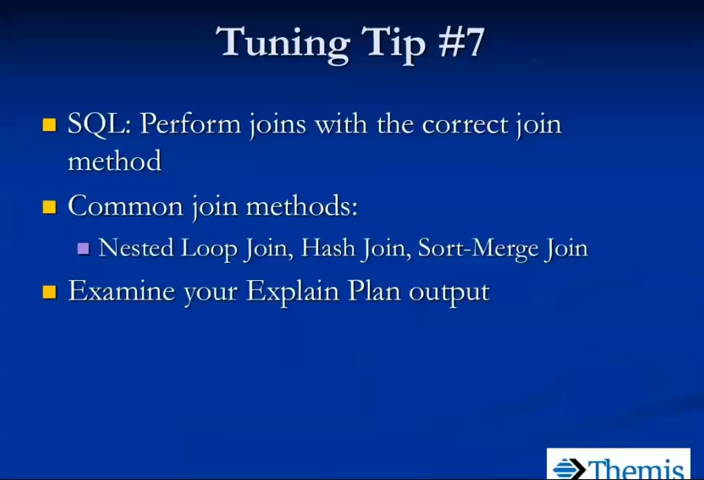 Tuning Tip #7
SQL: Perform joins with the correct join
method
Common join methods:
Nested Loop Join, Hash Join, Sort-Merge Join
Examine your Explain Plan output
Themis